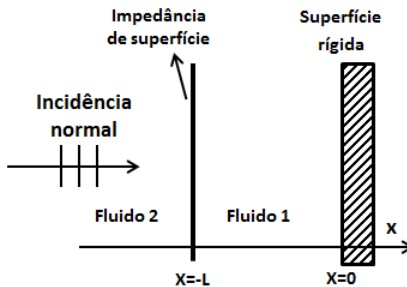 Impedância
de superfície
Superfície
rígida
Incidência
normal
Fluido 2
Fluido 1
x
X=-L
X=0